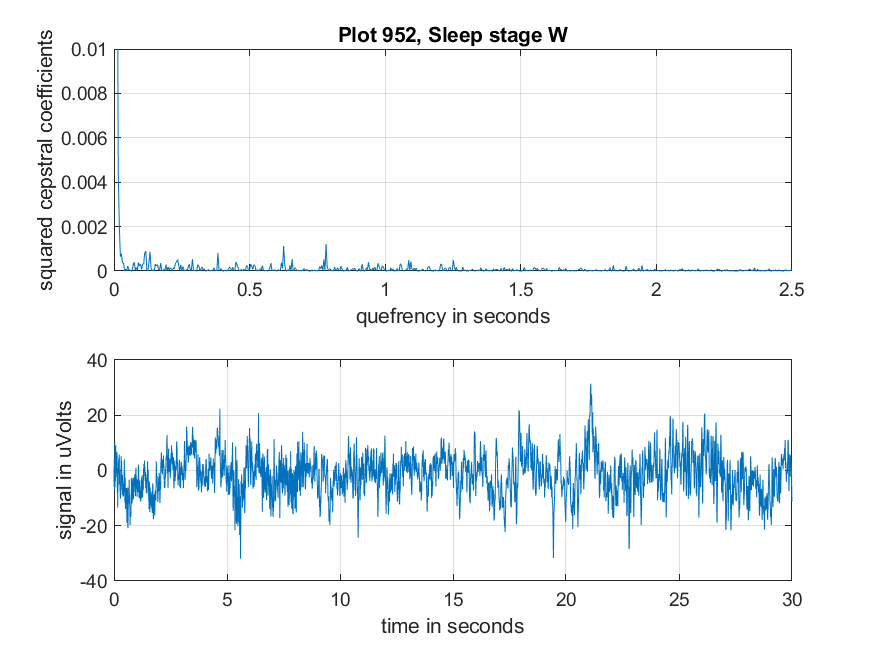 Plot 952, Sleep stage W
squared cepstral coefficients
0.01
0.008
0.006
0.004
0.002
0
0 0.5 1 1.5 2 2.5
quefrency in seconds
signal in uVolts
40
20
0
-20
-40
0 5 10 15 20 25 30
time in seconds